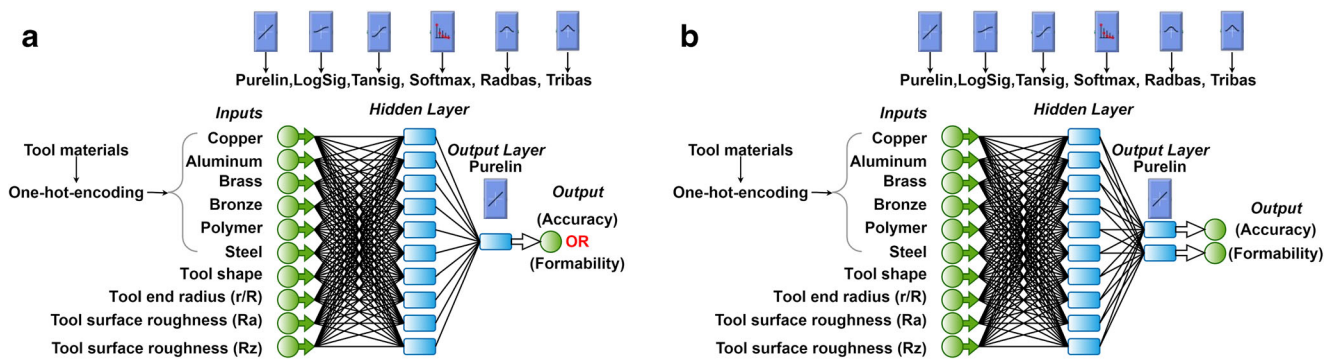 a
Purelin,LogSig,Tansig, Softmax, Radbas, Tribas
Inputs
Hidden Layer
Copper
Tool materials
Aluminum
Output Layer
Purelin
Brass
One-hot-encoding
Output
Bronze
(Accuracy)
Polymer
OR
Steel
(Formability)
Tool shape
Tool end radius (r/R)
Tool surface roughness (Ra)
Tool surface roughness (Rz)
b
Purelin, LogSig,Tansig, Softmax, Radbas, Tribas
Inputs
Hidden Layer
Copper
Tool materials
Aluminum
Output Layer
Purelin
Brass
One-hot-encoding
Bronze
Output
Polymer
(Accuracy)
Steel
(Formability)
Tool shape
Tool end radius (r/R)
Tool surface roughness (Ra)
Tool surface roughness (Rz)